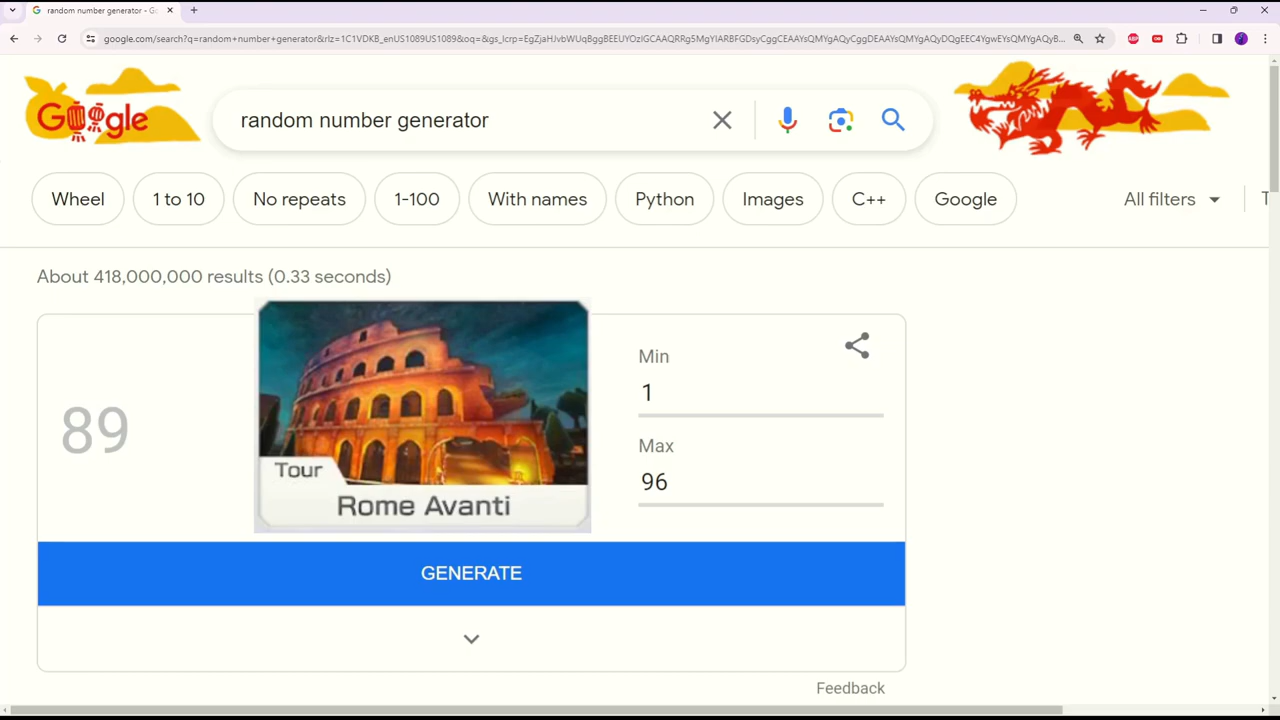 random number generator - Go
google.com/search?q=random+number+generator&rlz=1C1VDKB_enUS1089US1089&oq=&gs_lcrp=EgZjaHJvbWUqBggBEEUYOzIGCAAQRRg5MgYIARBFGDsyCggCEAAYsQMYgAQyCggDEAAYsQMYgAQyDQgEEC4YgwEYsQMYgAQyB...
Google
random number generator
Wheel
1 to 10
No repeats
1-100
With names
Python
Images
C++
Google
All filters
T
About 418,000,000 results (0.33 seconds)
89
Tour
Rome Avanti
Min
1
Max
96
GENERATE
Feedback